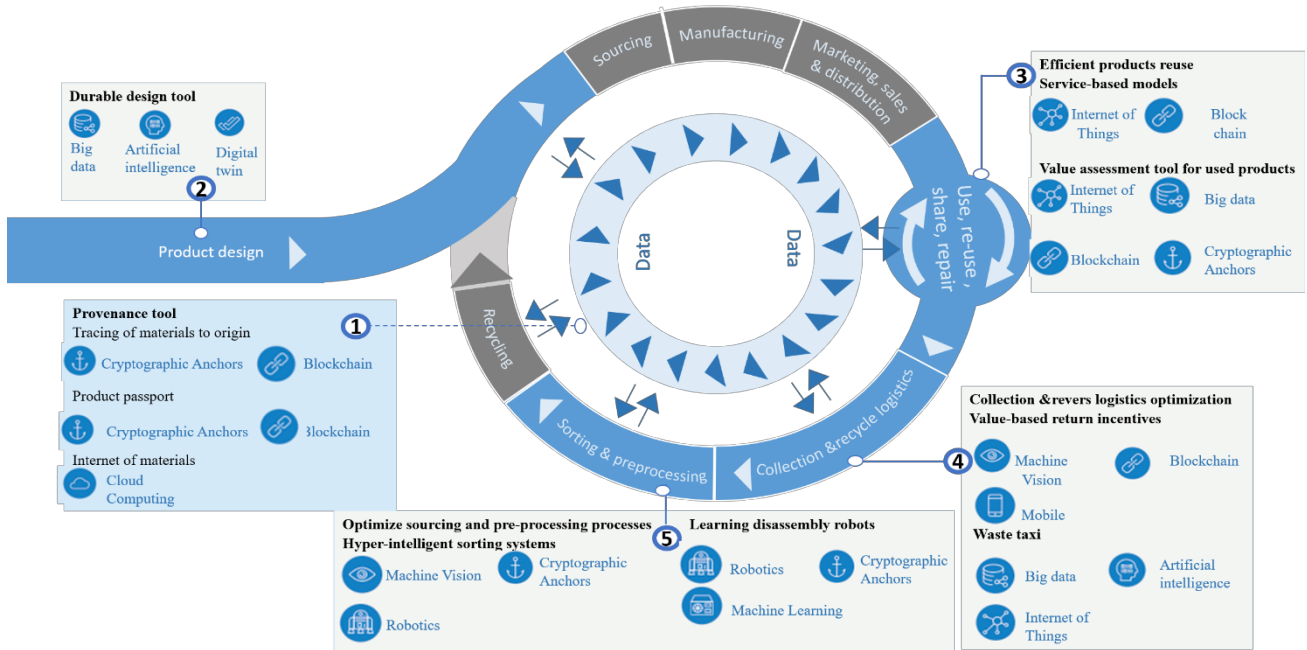 Sourcing
Manufacturing
Marketing, sales
& distribution
Use, re-use ,
share, repair
Collection &recycle logistics
Sorting & preprocessing
Recycling
Product design
Data
Data
Durable design tool
Big
data
Artificial
intelligence
Digital
twin
2
Provenance tool
Tracing of materials to origin
1
Cryptographic Anchors
Blockchain
Product passport
Cryptographic Anchors
Blockchain
Internet of materials
Cloud
Computing
3
Efficient products reuse
Service-based models
Internet of
Things
Block
chain
Value assessment tool for used products
Internet of
Things
Big data
Blockchain
Cryptographic
Anchors
4
Collection &revers logistics optimization
Value-based return incentives
Machine
Vision
Blockchain
Mobile
Waste taxi
Big data
Artificial
intelligence
Internet of
Things
5
Optimize sourcing and pre-processing processes
Hyper-intelligent sorting systems
Machine Vision
Cryptographic
Anchors
Robotics
Learning disassembly robots
Robotics
Cryptographic
Anchors
Machine Learning